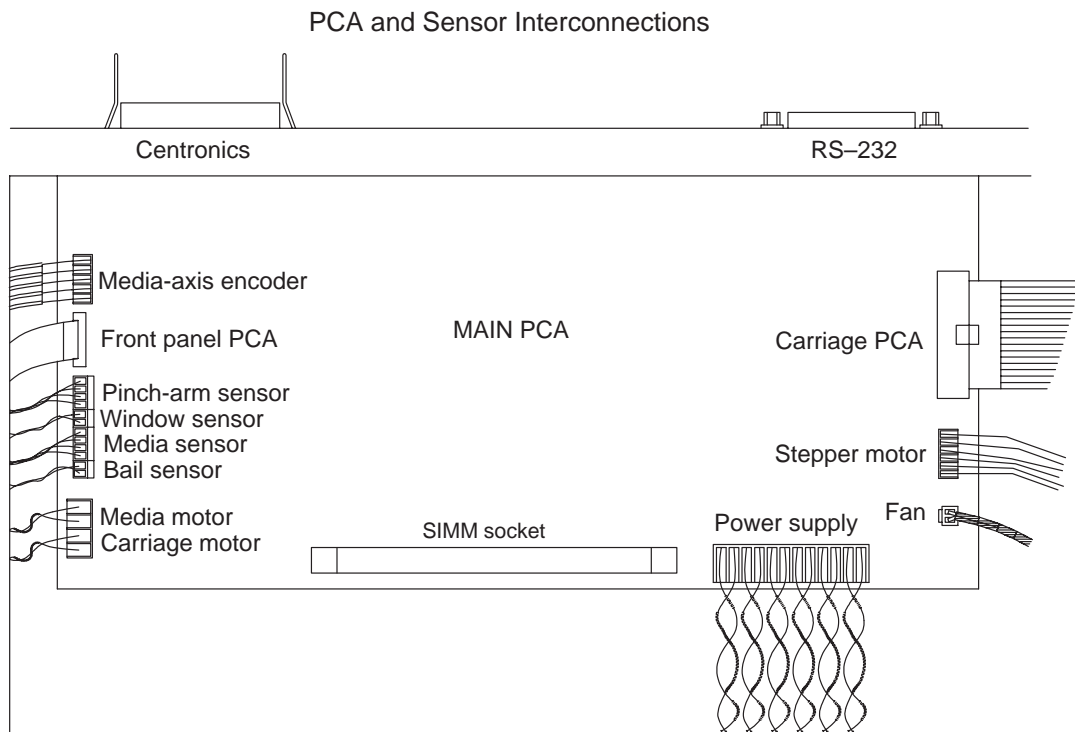 PCA and Sensor Interconnections
Centronics
RS–232
Media-axis encoder
Front panel PCA
MAIN PCA
Carriage PCA
Pinch-arm sensor
Window sensor
Media sensor
Bail sensor
Stepper motor
Media motor
Carriage motor
SIMM socket
Power supply
Fan